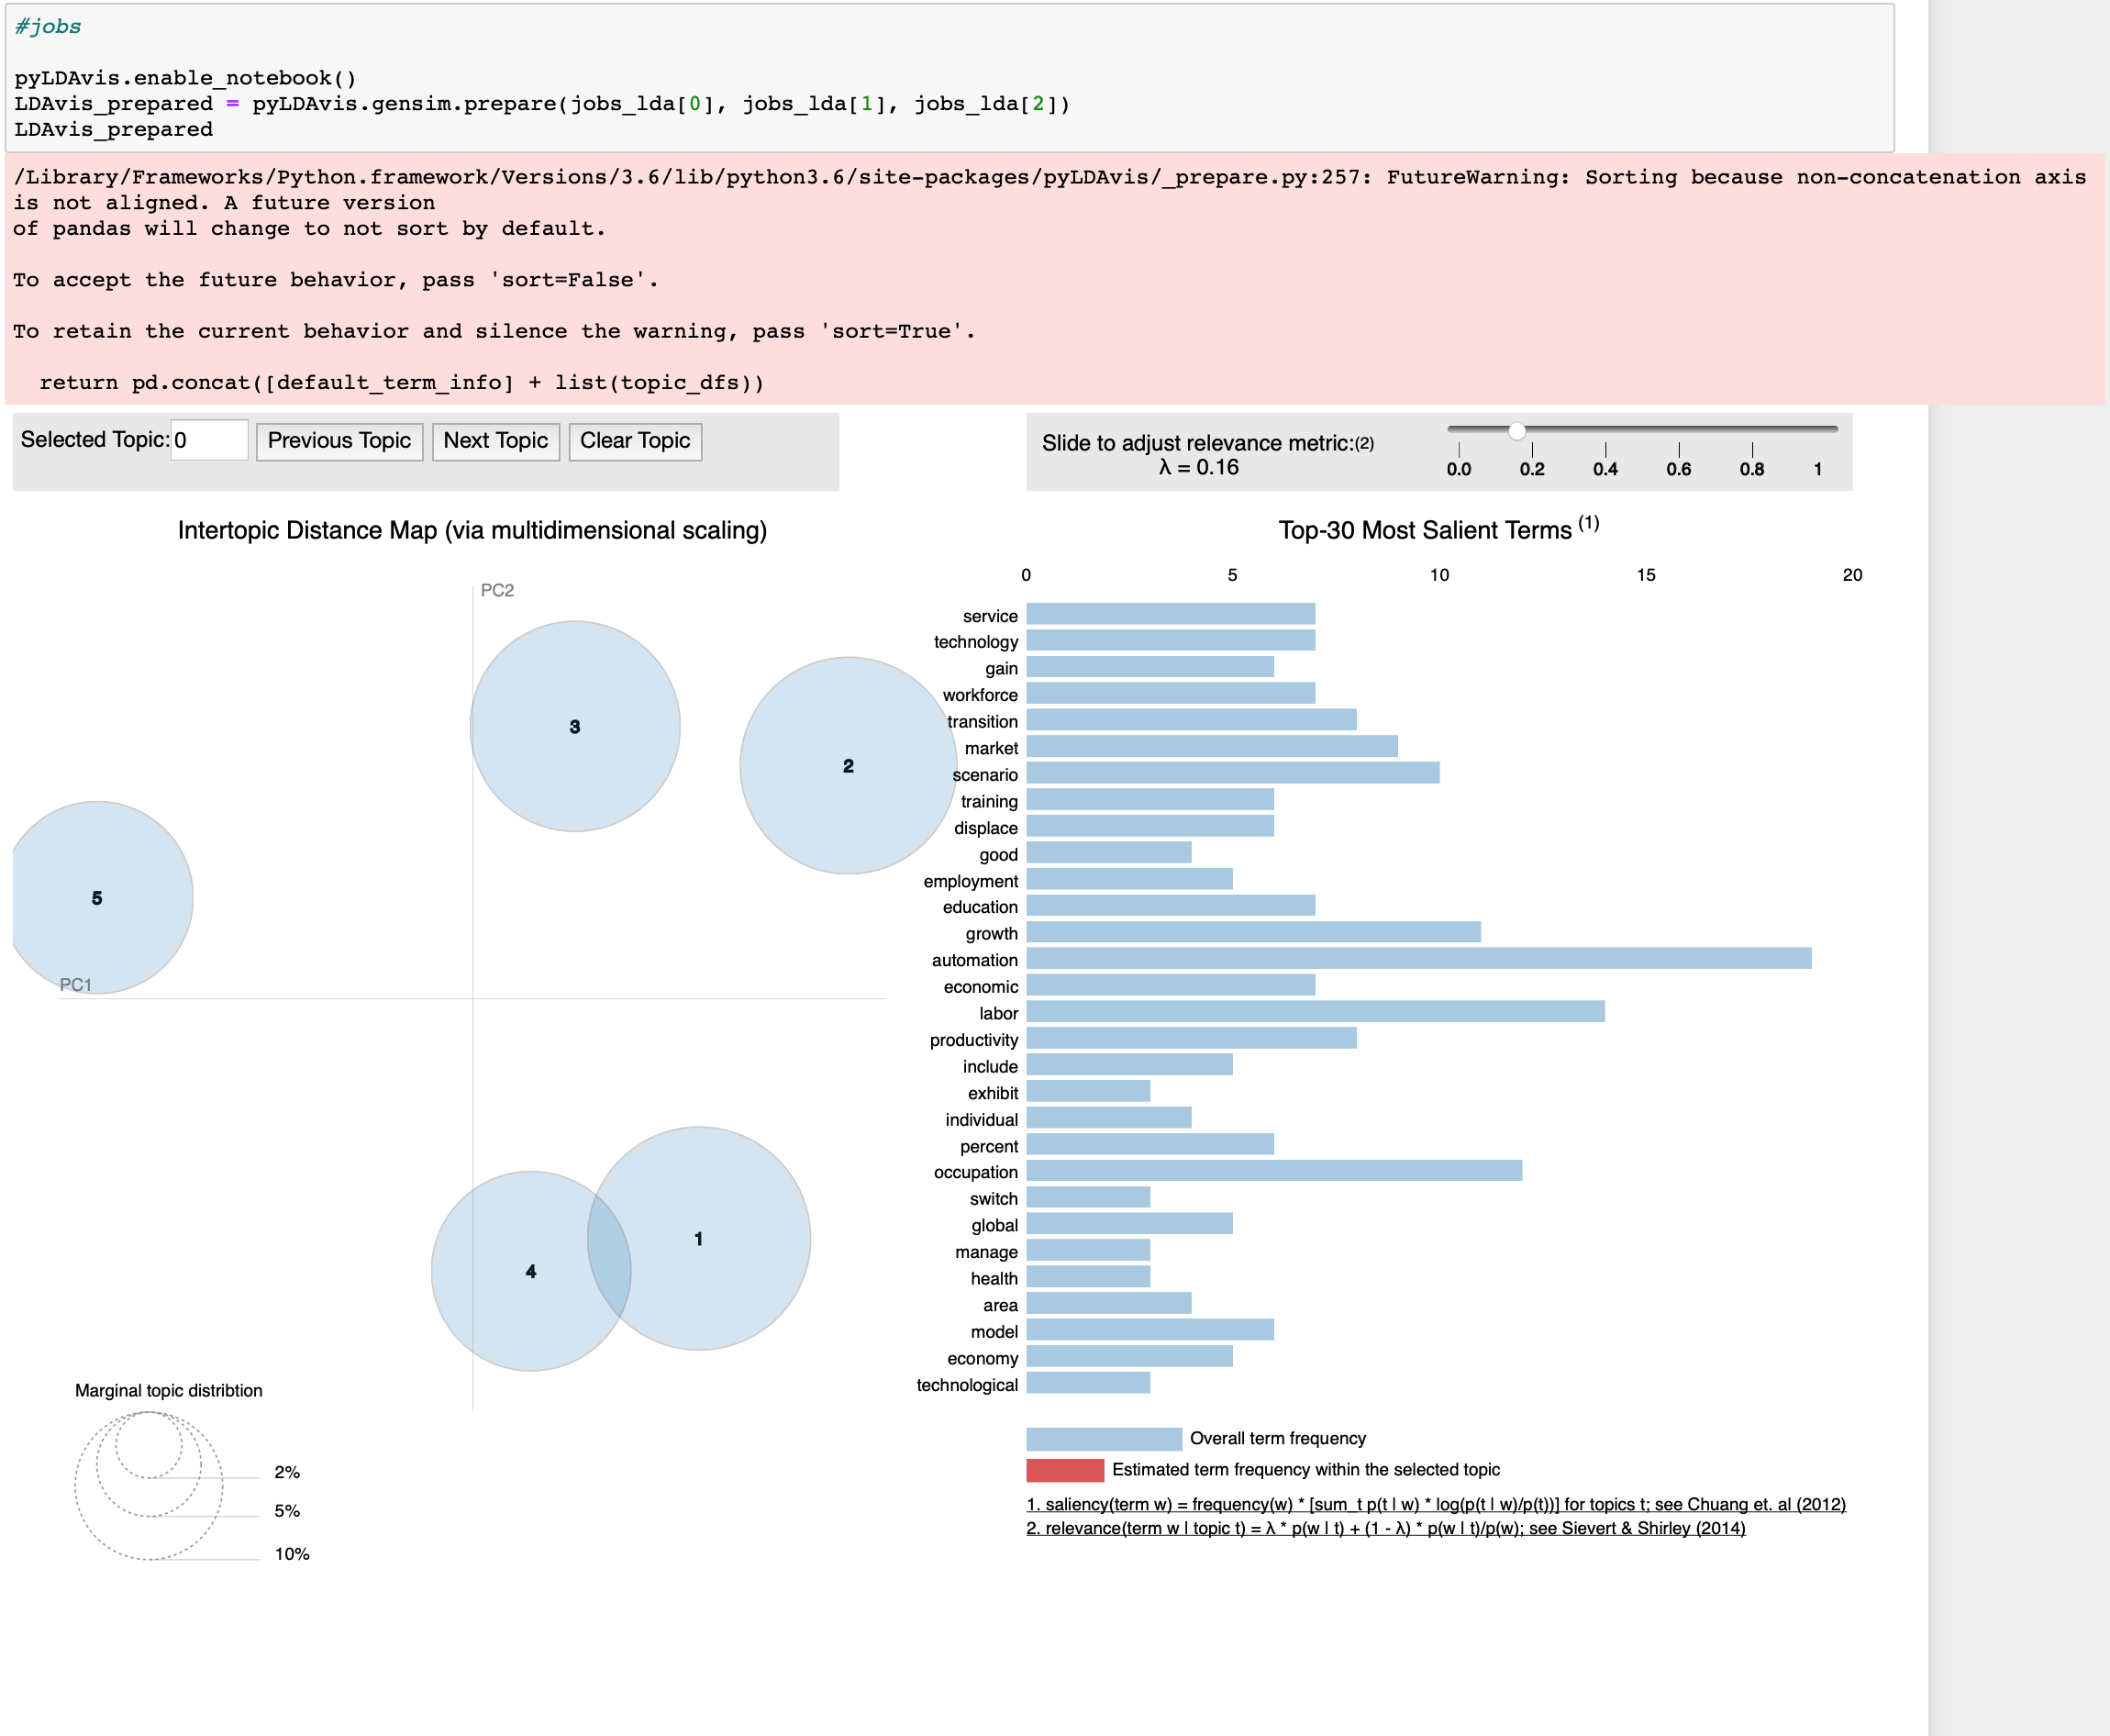 #jobs
pyLDAvis.enable_notebook()
LDAvis_prepared = pyLDAvis.gensim.prepare(jobs_lda[0], jobs_lda[1], jobs_lda[2])
LDAvis_prepared
/Library/Frameworks/Python.framework/Versions/3.6/lib/python3.6/site-packages/pyLDAvis/_prepare.py:257: FutureWarning: Sorting because non-concatenation axis
is not aligned. A future version
of pandas will change to not sort by default.
To accept the future behavior, pass 'sort=False'.
To retain the current behavior and silence the warning, pass 'sort=True'.
return pd.concat([default_term_info] + list(topic_dfs))
Selected Topic: 0 Previous Topic Next Topic Clear Topic
Slide to adjust relevance metric:(2)
λ = 0.16
0.0 0.2 0.4 0.6 0.8 1
Intertopic Distance Map (via multidimensional scaling)
PC2
3
2
5
PC1
1
4
Marginal topic distribtion
2%
5%
10%
Top-30 Most Salient Terms (1)
0 5 10 15 20
service
technology
gain
workforce
transition
market
scenario
training
displace
good
employment
education
growth
automation
economic
labor
productivity
include
exhibit
individual
percent
occupation
switch
global
manage
health
area
model
economy
technological
Overall term frequency
Estimated term frequency within the selected topic
1. saliency(term w) = frequency(w) * [sum_t p(t | w) * log(p(t | w)/p(t))] for topics t; see Chuang et. al (2012)
2. relevance(term w | topic t) = λ * p(w | t) + (1 - λ) * p(w | t)/p(w); see Sievert & Shirley (2014)